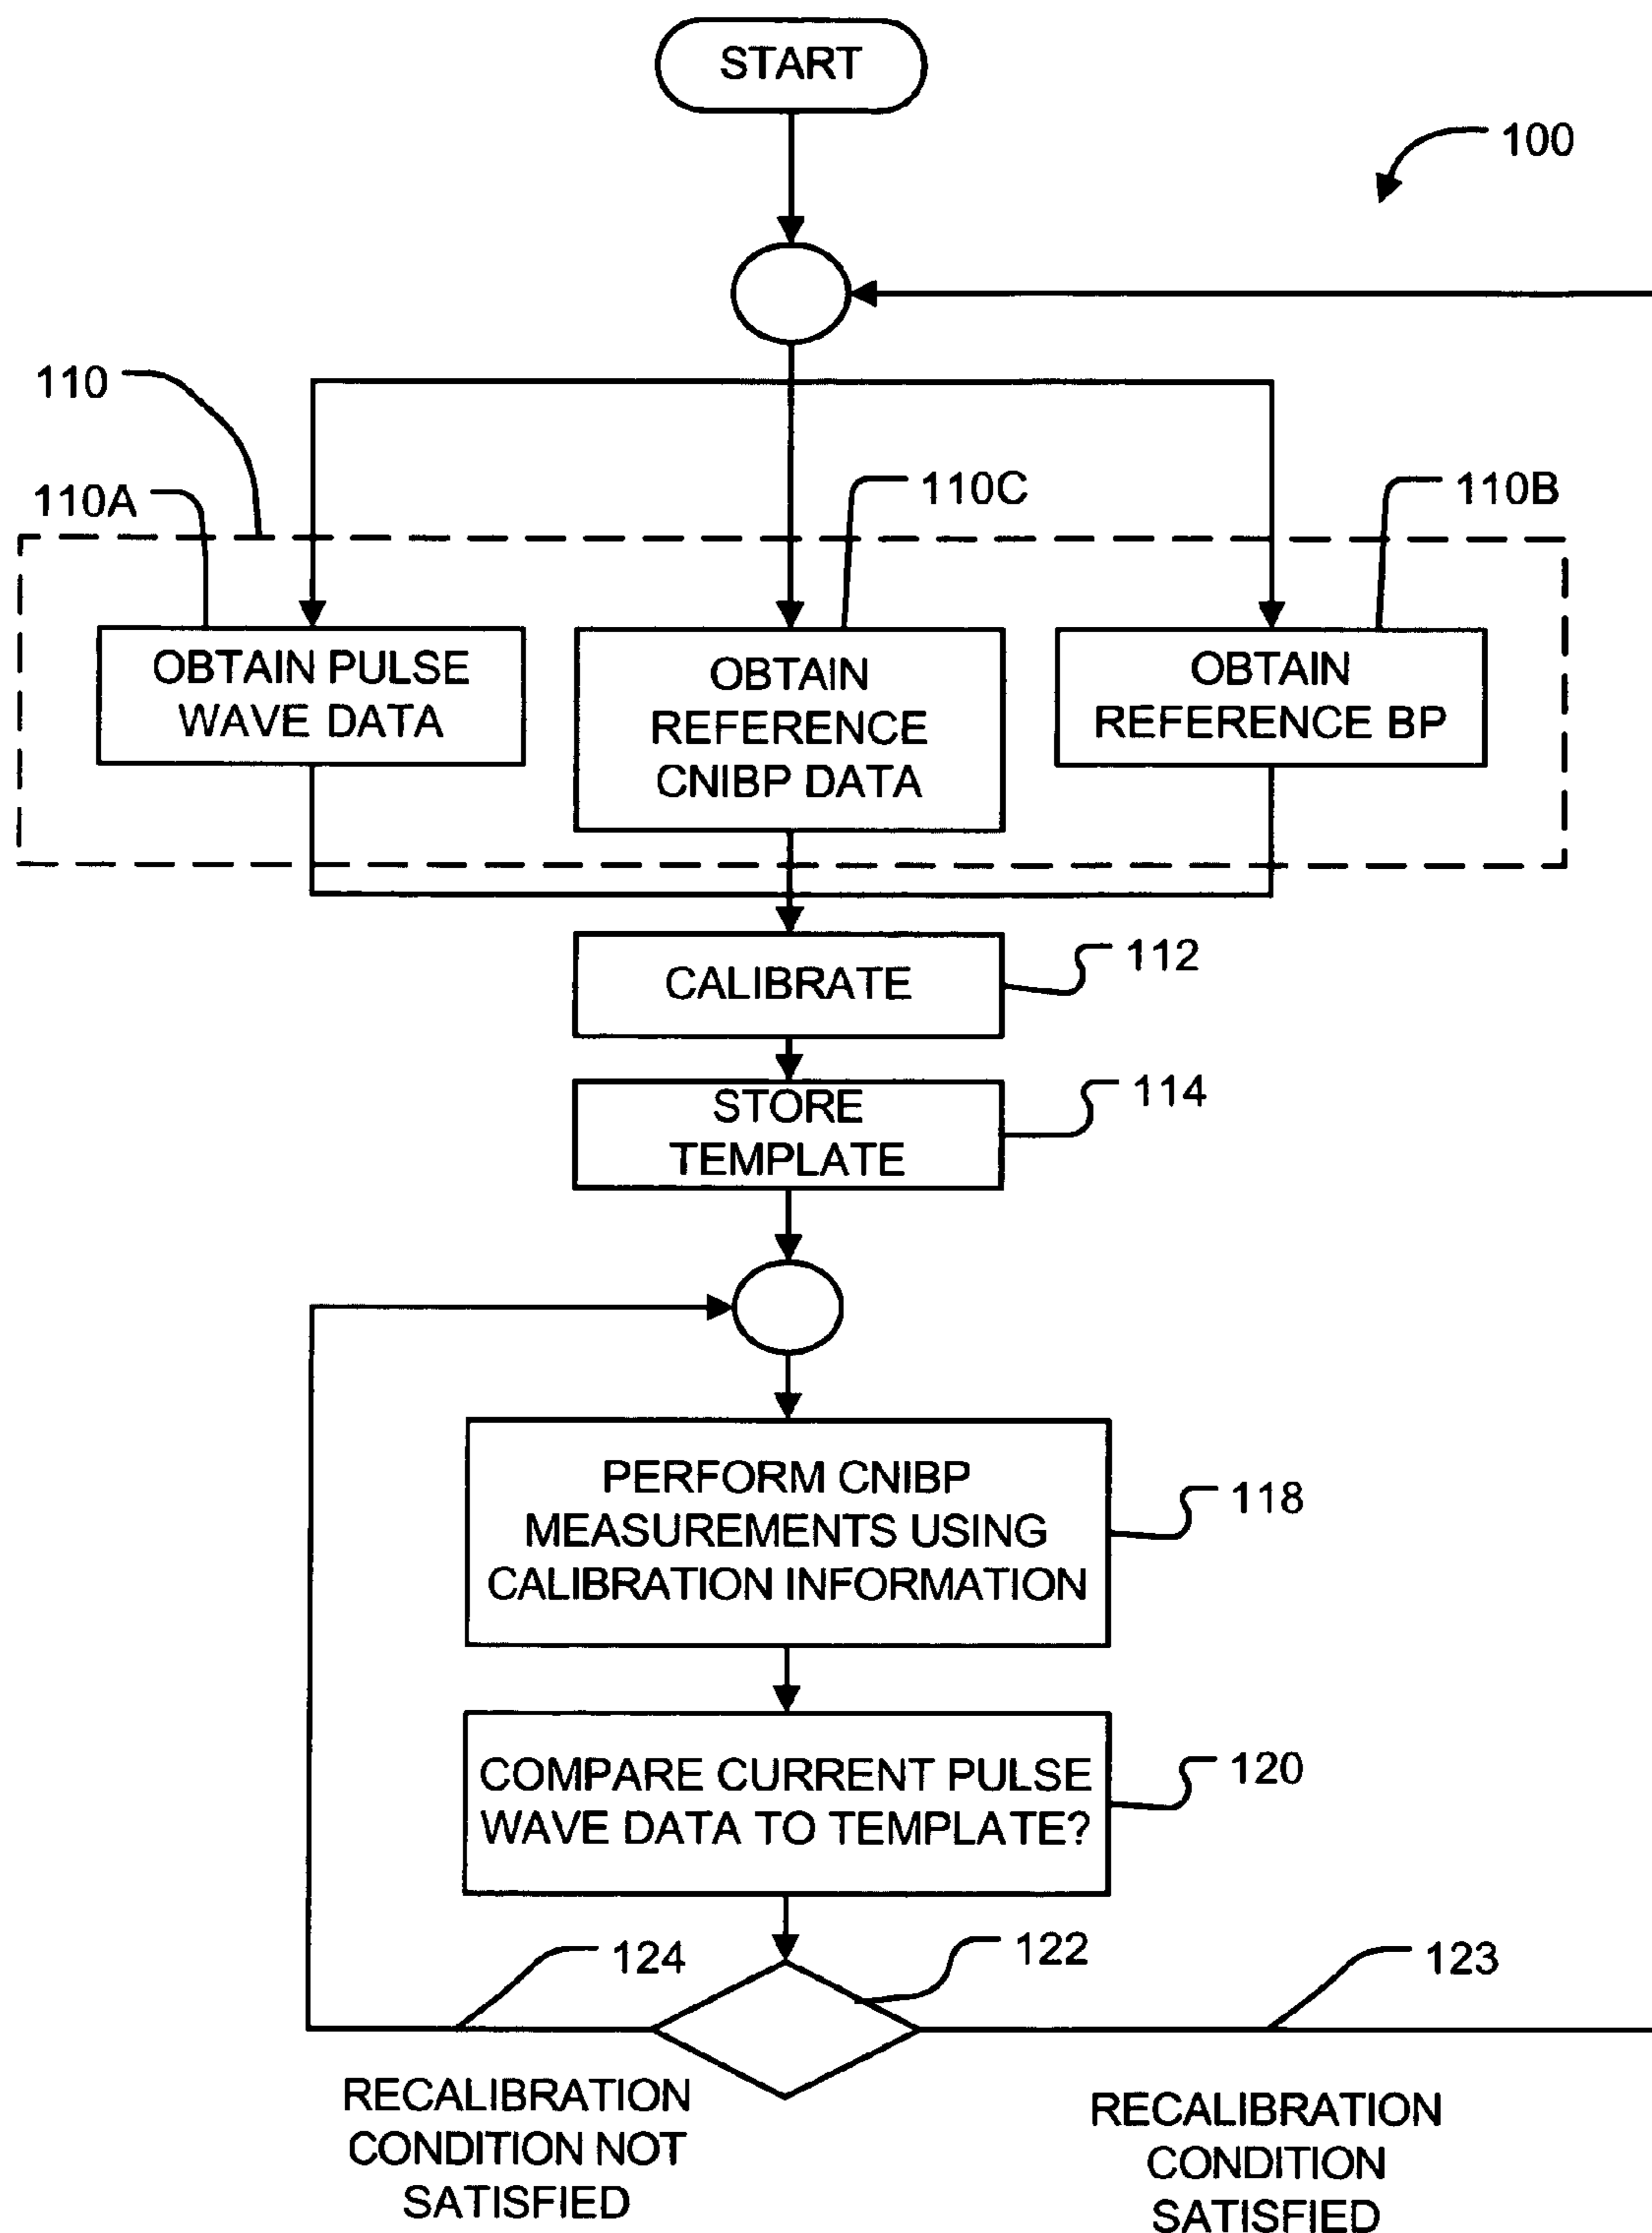 START
100
110
110A
110C
110B
OBTAIN PULSE
WAVE DATA
OBTAIN
REFERENCE
CNIBP DATA
OBTAIN
REFERENCE BP
CALIBRATE
112
STORE
TEMPLATE
114
PERFORM CNIBP
MEASUREMENTS USING
CALIBRATION INFORMATION
118
COMPARE CURRENT PULSE
WAVE DATA TO TEMPLATE?
120
124
122
123
RECALIBRATION
CONDITION NOT
SATISFIED
RECALIBRATION
CONDITION
SATISFIED